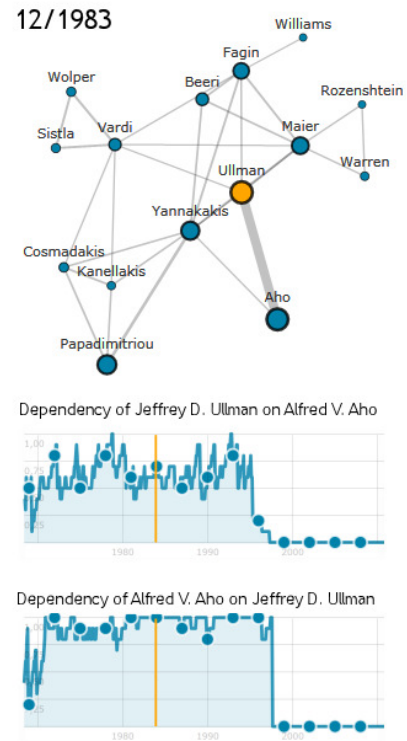 12/1983
Williams
Fagin
Wolper
Beeri
Rozenshtein
Sistla
Vardi
Maier
Ullman
Warren
Yannakakis
Cosmadakis
Kanellakis
Aho
Papadimitriou
Dependency of Jeffrey D. Ullman on Alfred V. Aho
1,00
0,75
0,25
1980 1990 2000
Dependency of Alfred V. Aho on Jeffrey D. Ullman
1,00
1980 1990 2000